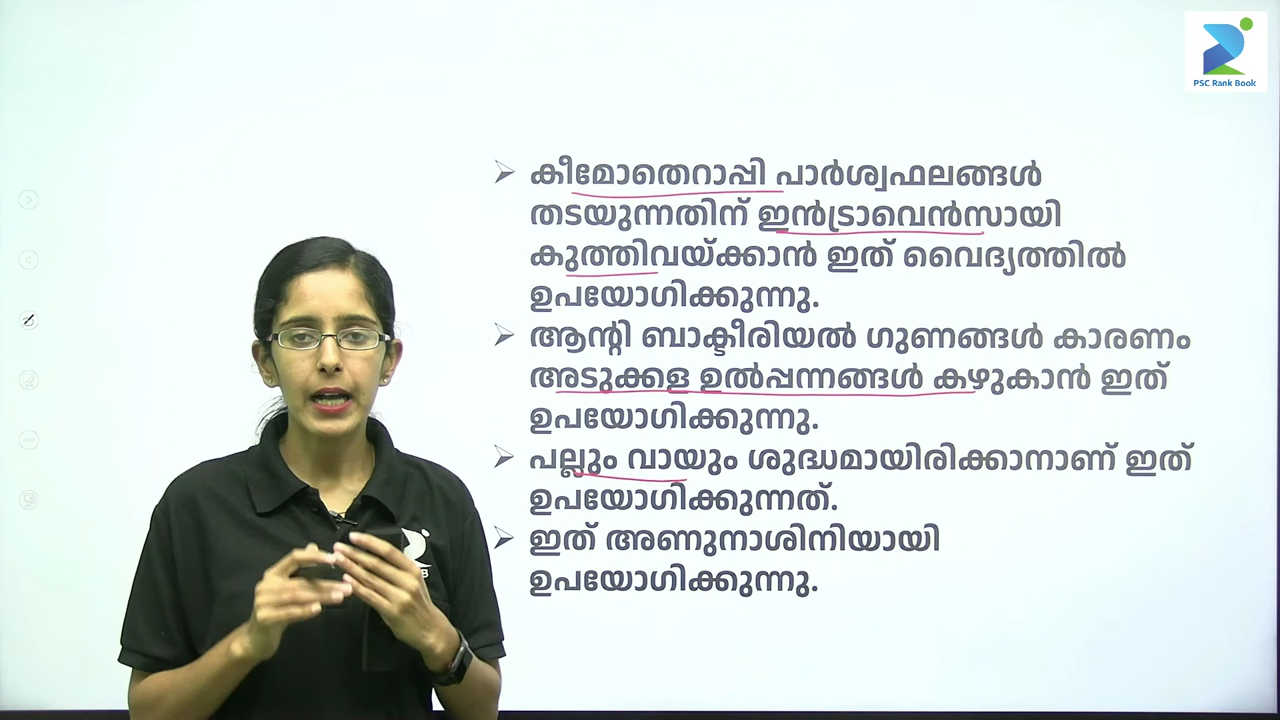 PSC Rank Book
കീമോതെറാപ്പി പാർശ്വഫലങ്ങൾ
തടയുന്നതിന് ഇൻട്രാവെൻസായി
കുത്തിവയ്ക്കാൻ ഇത് വൈദ്യത്തിൽ
ഉപയോഗിക്കുന്നു.
ആന്റി ബാക്ടീരിയൽ ഗുണങ്ങൾ കാരണം
അടുക്കള ഉൽപ്പന്നങ്ങൾ കഴുകാൻ ഇത്
ഉപയോഗിക്കുന്നു.
പല്ലും വായും ശുദ്ധമായിരിക്കാനാണ് ഇത്
ഉപയോഗിക്കുന്നത്.
ഇത് അണുനാശിനിയായി
ഉപയോഗിക്കുന്നു.